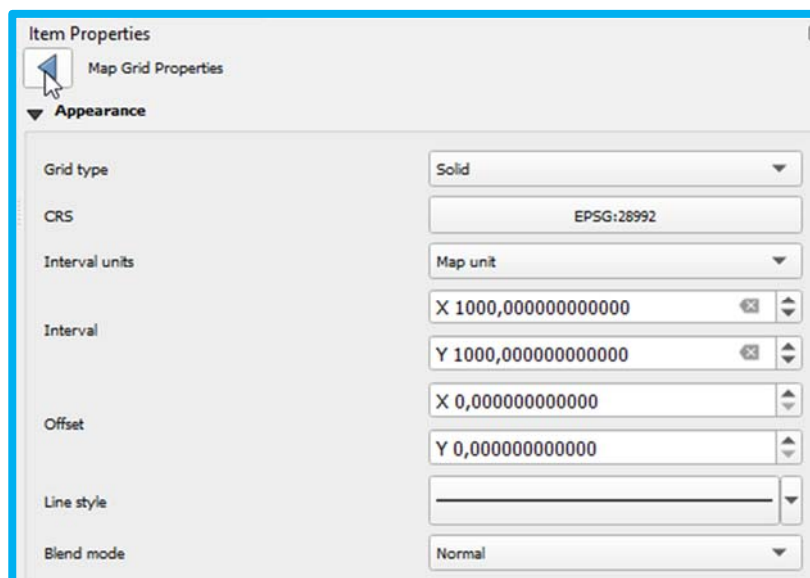 Item Properties
Map Grid Properties
Appearance
Grid type Solid
CRS EPSG:28992
Interval units Map unit
X 1000,000000000000
Interval
Y 1000,000000000000
X 0,000000000000
Offset
Y 0,000000000000
Line style
Blend mode Normal